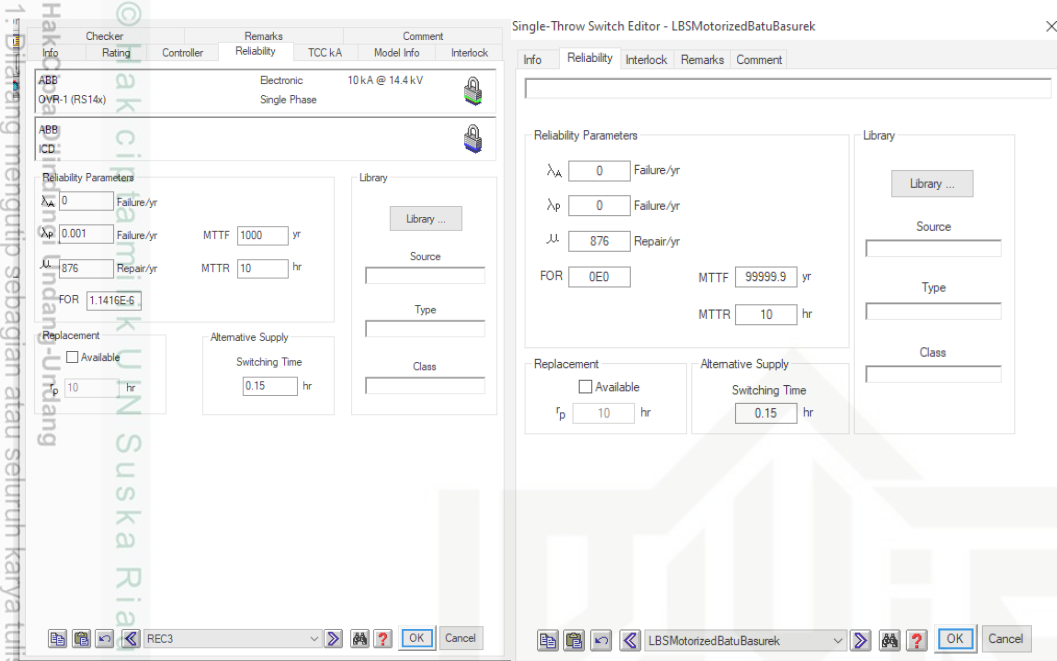 Checker Remarks Comment
Info Rating Controller Reliability TCC kA Model Info Interlock
ABB Electronic 10 kA @ 14.4 kV
OVR-1 (RS14x) Single Phase
ABB
ICD
Reliability Parameters
λA 0 Failure/yr
λP 0.001 Failure/yr MTTF 1000 yr
μ 876 Repair/yr MTTR 10 hr
FOR 1.1416E-6
Library
Library ...
Source
Type
Class
Replacement
Available
rp 10 hr
Alternative Supply
Switching Time
0.15 hr
REC3 OK Cancel
Single-Throw Switch Editor - LBSMotorizedBatuBasurek
Info Reliability Interlock Remarks Comment
Reliability Parameters
λA 0 Failure/yr
λP 0 Failure/yr
μ 876 Repair/yr
FOR 0E0 MTTF 99999.9 yr
MTTR 10 hr
Library
Library ...
Source
Type
Class
Replacement
Available
rp 10 hr
Alternative Supply
Switching Time
0.15 hr
LBSMotorizedBatuBasurek OK Cancel
© Hak cipta milik UIN Suska Ria
Hak Cipta Dilindungi Undang-Undang
1. Dilarang mengutip sebagian atau seluruh karya tulis